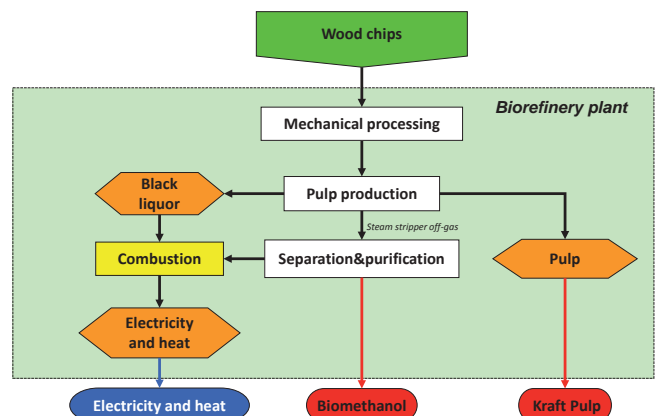 Wood chips
Biorefinery plant
Mechanical processing
Black
liquor
Pulp production
Steam stripper off-gas
Combustion
Separation&purification
Pulp
Electricity
and heat
Electricity and heat
Biomethanol
Kraft Pulp